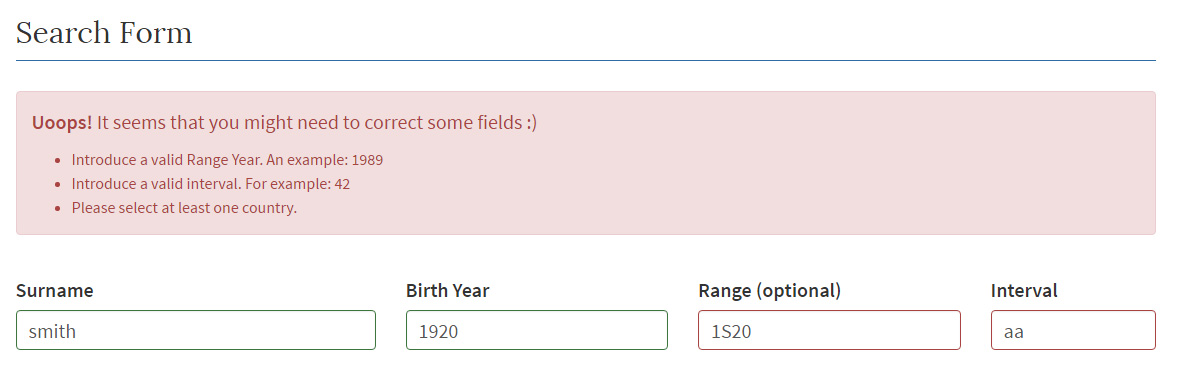 Search Form
Uoops! It seems that you might need to correct some fields :)
Introduce a valid Range Year. An example: 1989
Introduce a valid interval. For example: 42
Please select at least one country.
Surname Birth Year Range (optional) Interval
smith 1920 1S20 aa